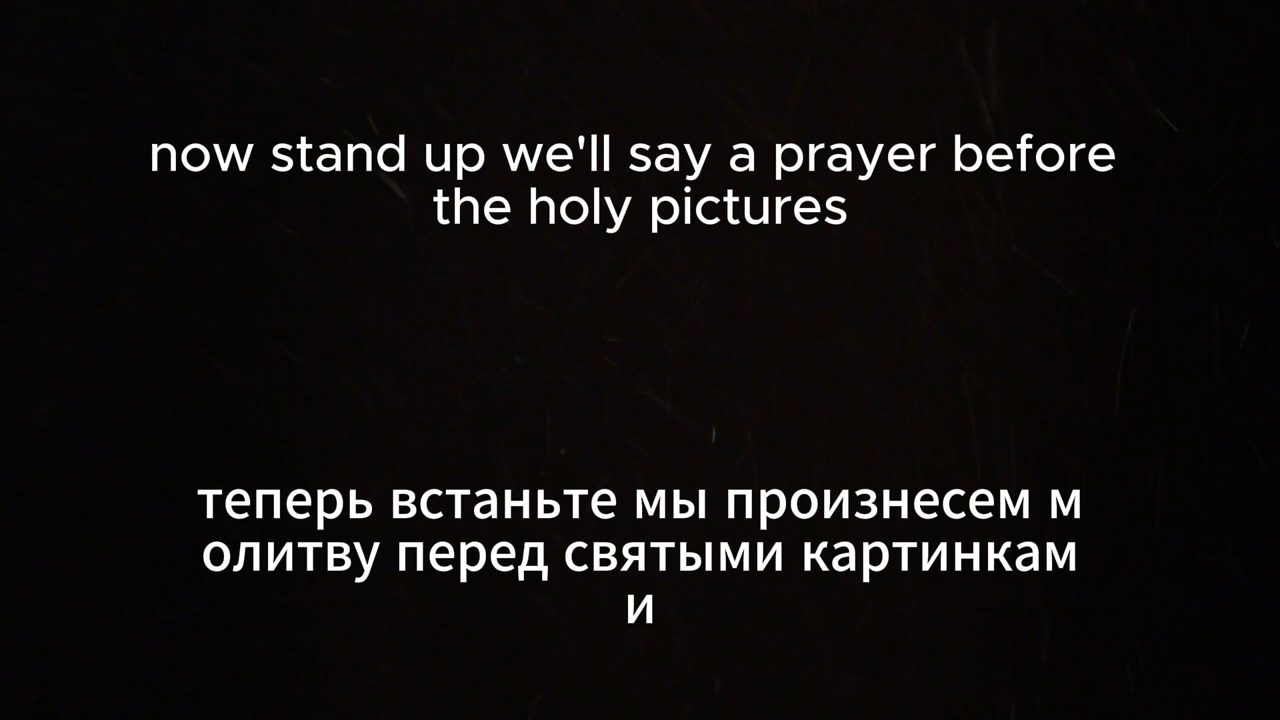 now stand up we'll say a prayer before
the holy pictures
теперь встаньте мы произнесем м
олитву перед святыми картинкам
и